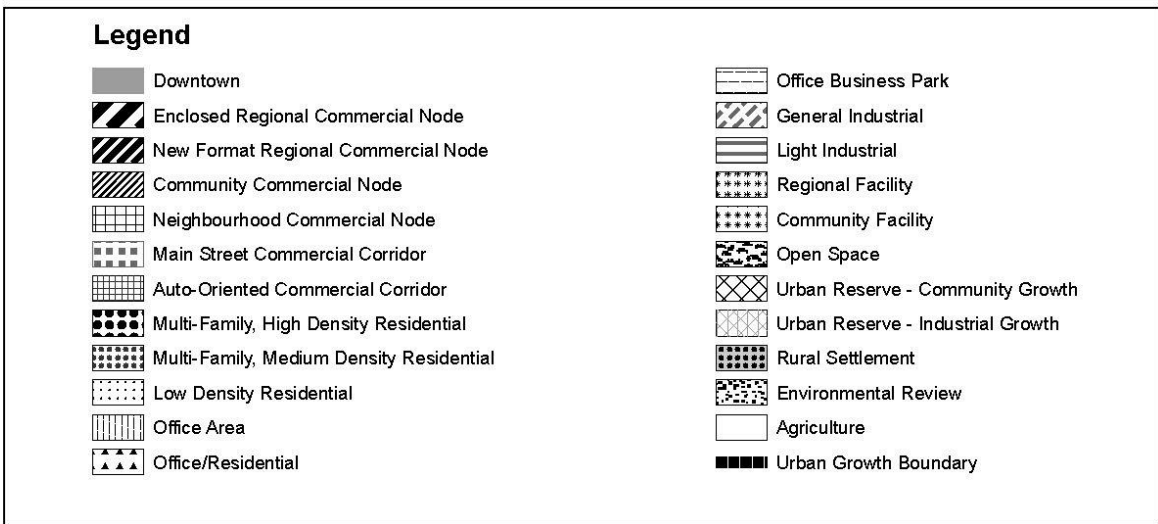 Legend
Downtown
Enclosed Regional Commercial Node
New Format Regional Commercial Node
Community Commercial Node
Neighbourhood Commercial Node
Main Street Commercial Corridor
Auto-Oriented Commercial Corridor
Multi-Family, High Density Residential
Multi-Family, Medium Density Residential
Low Density Residential
Office Area
Office/Residential
Office Business Park
General Industrial
Light Industrial
Regional Facility
Community Facility
Open Space
Urban Reserve - Community Growth
Urban Reserve - Industrial Growth
Rural Settlement
Environmental Review
Agriculture
Urban Growth Boundary